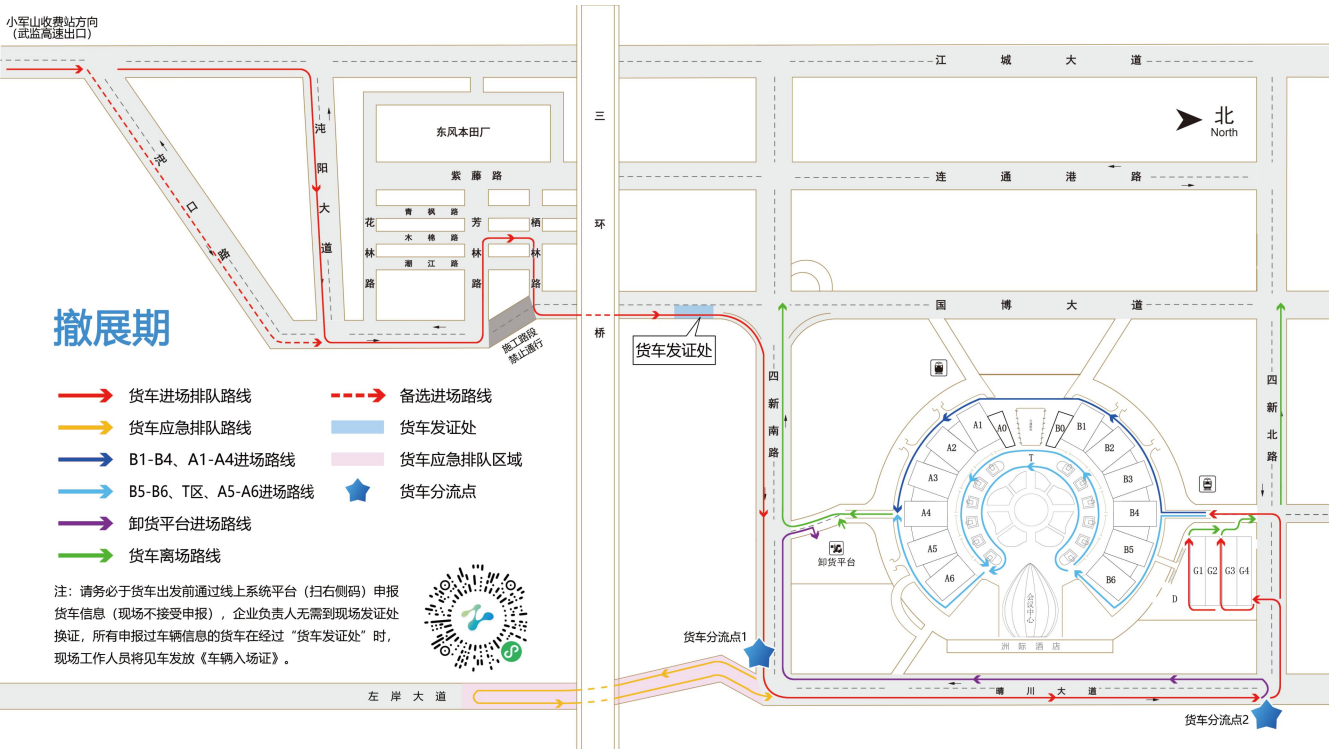 小军山收费站方向
（武监高速出口）
江城大道
三环桥
北
North
东风本田厂
沌阳大道
沌口路
紫藤路
连通港路
青枫路
木棉路
潮江路
花林路
芳林路
栖林路
国博大道
施工路段
禁止通行
货车发证处
撤展期
货车进场排队路线
备选进场路线
货车应急排队路线
货车发证处
B1-B4、A1-A4进场路线
货车应急排队区域
B5-B6、T区、A5-A6进场路线
货车分流点
卸货平台进场路线
货车离场路线
注：请务必于货车出发前通过线上系统平台（扫右侧码）申报
货车信息（现场不接受申报），企业负责人无需到现场发证处
换证，所有申报过车辆信息的货车在经过“货车发证处”时，
现场工作人员将见车发放《车辆入场证》。
四新南路
四新北路
A1
A0
B0
B1
A2
T
B2
A3
B3
A4
B4
A5
B5
A6
B6
G1
G2
G3
G4
D
卸货平台
会议中心
洲际酒店
货车分流点1
左岸大道
晴川大道
货车分流点2